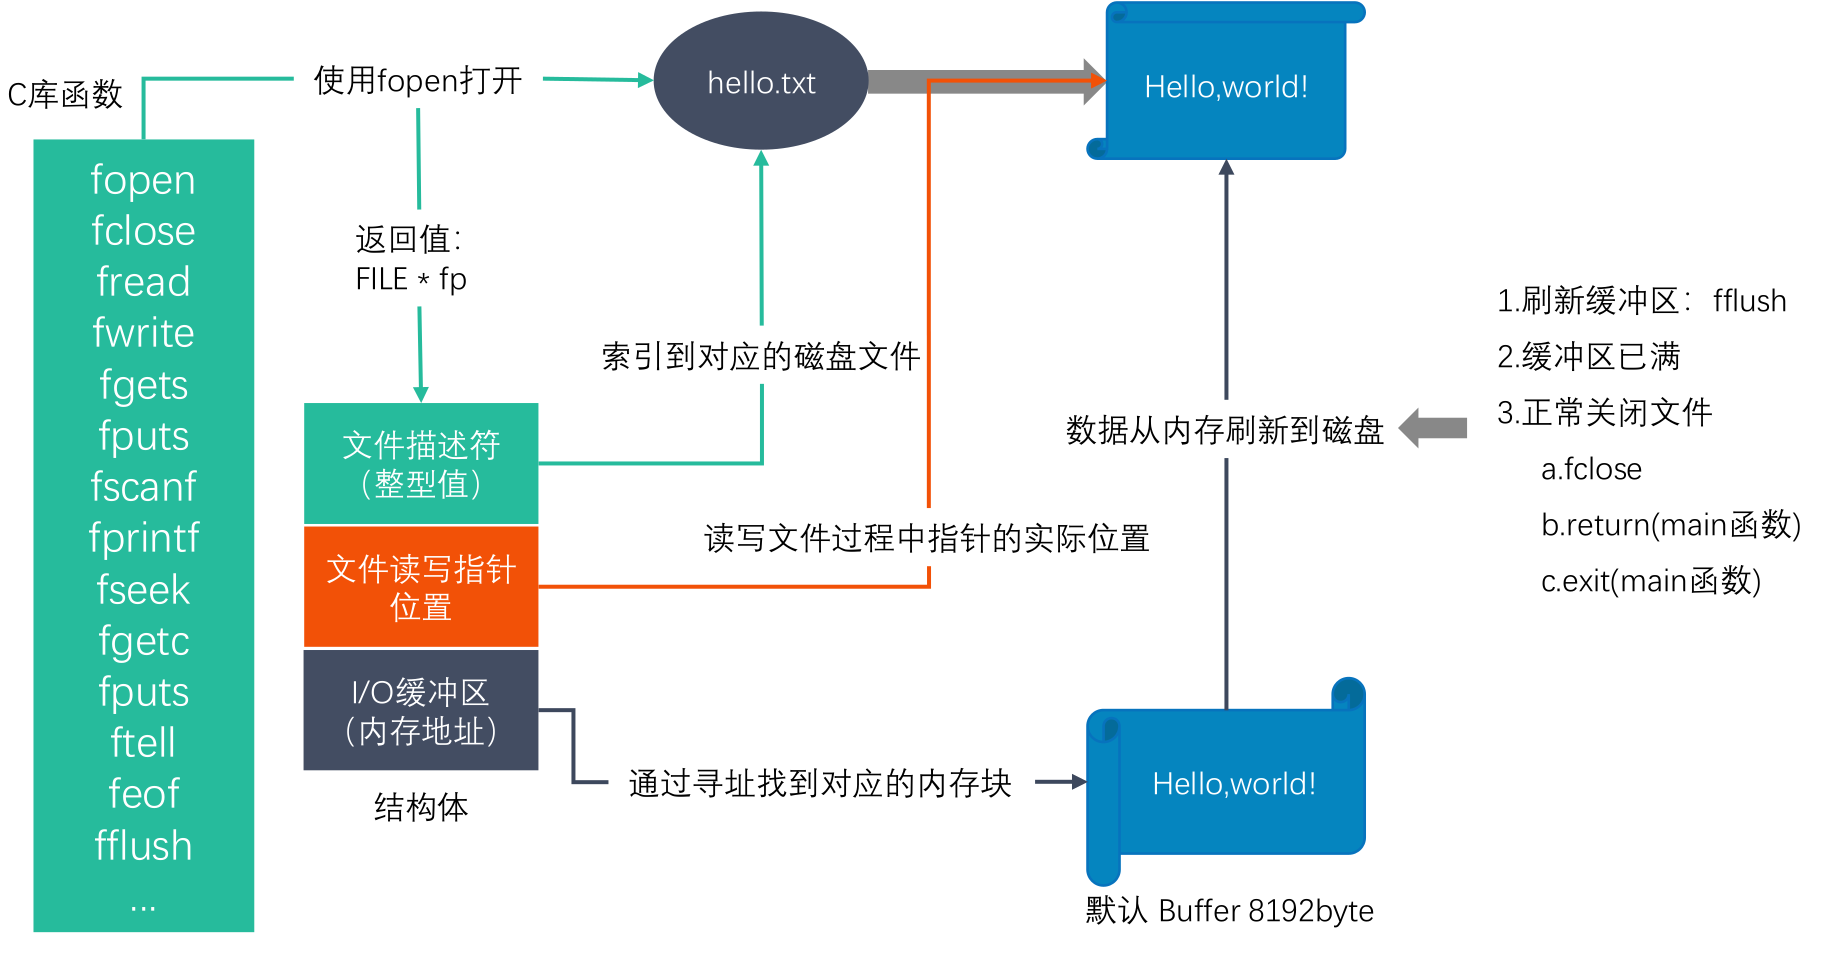 C库函数
fopen
fclose
fread
fwrite
fgets
fputs
fscanf
fprintf
fseek
fgetc
fputs
ftell
feof
fflush
...
使用fopen打开
hello.txt
Hello,world!
返回值：
FILE * fp
索引到对应的磁盘文件
文件描述符
（整型值）
文件读写指针
位置
读写文件过程中指针的实际位置
I/O缓冲区
（内存地址）
结构体
通过寻址找到对应的内存块
Hello,world!
默认 Buffer 8192byte
数据从内存刷新到磁盘
1.刷新缓冲区：fflush
2.缓冲区已满
3.正常关闭文件
a.fclose
b.return(main函数)
c.exit(main函数)